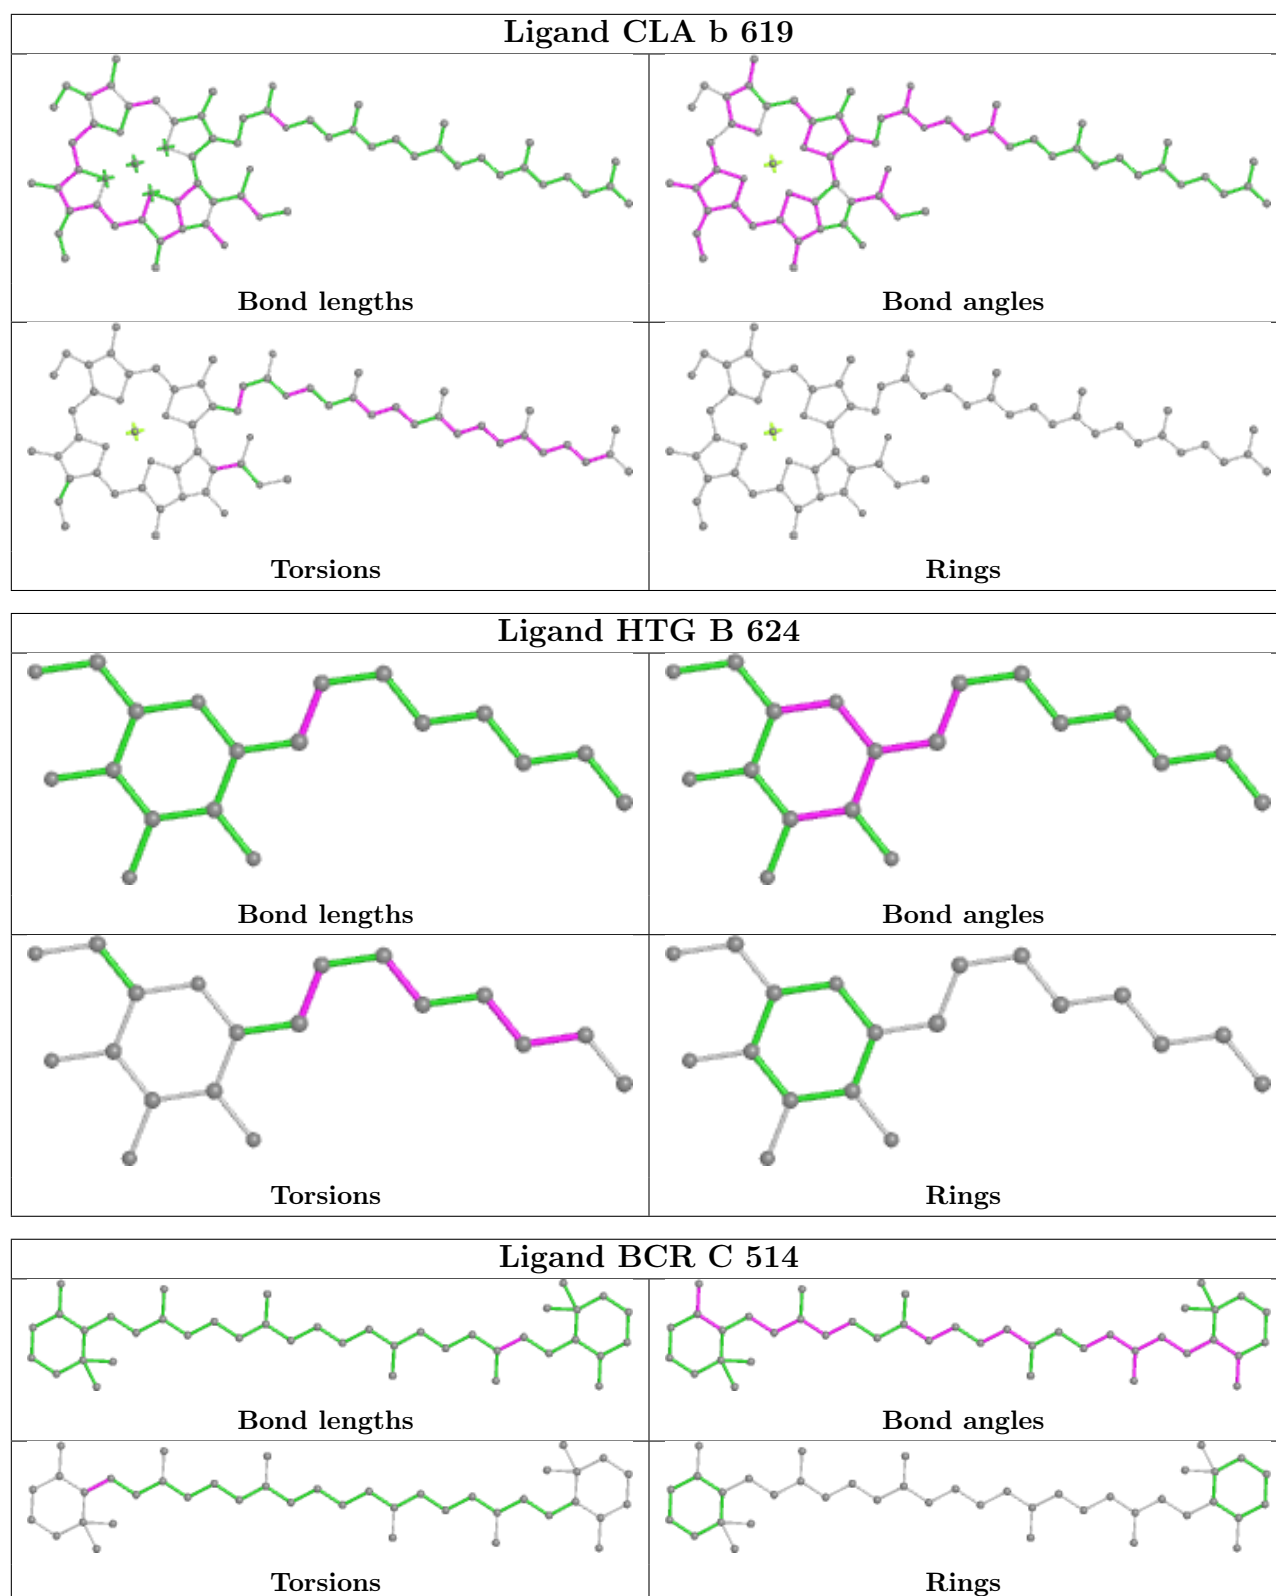 Ligand CLA b 619
Bond lengths
Bond angles
Torsions
Rings
Ligand HTG B 624
Bond lengths
Bond angles
Torsions
Rings
Ligand BCR C 514
Bond lengths
Bond angles
Torsions
Rings